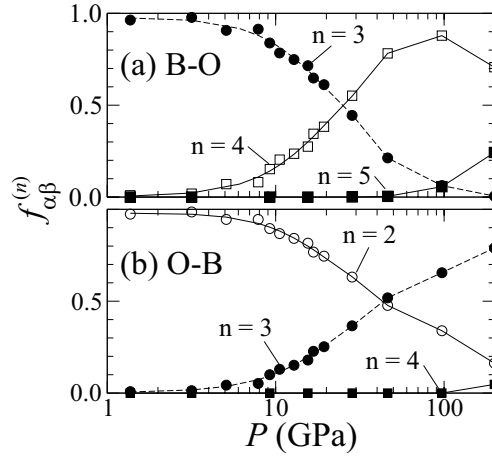 1.0
n = 3
(a) B-O
0.5
n = 4
n = 5
0.0
f_{αβ}^{(n)}
n = 2
(b) O-B
0.5
n = 3
n = 4
0.0
1 10 100
P (GPa)